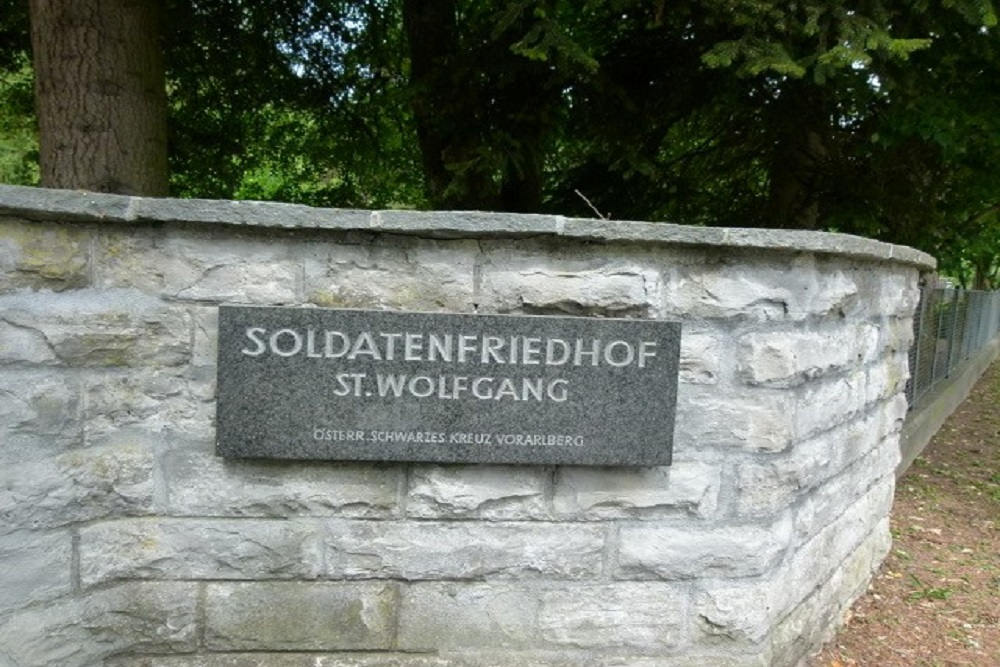 SOLDATENFRIEDHOF
ST. WOLFGANG
ÖSTERR. SCHWARZES KREUZ VORARLBERG